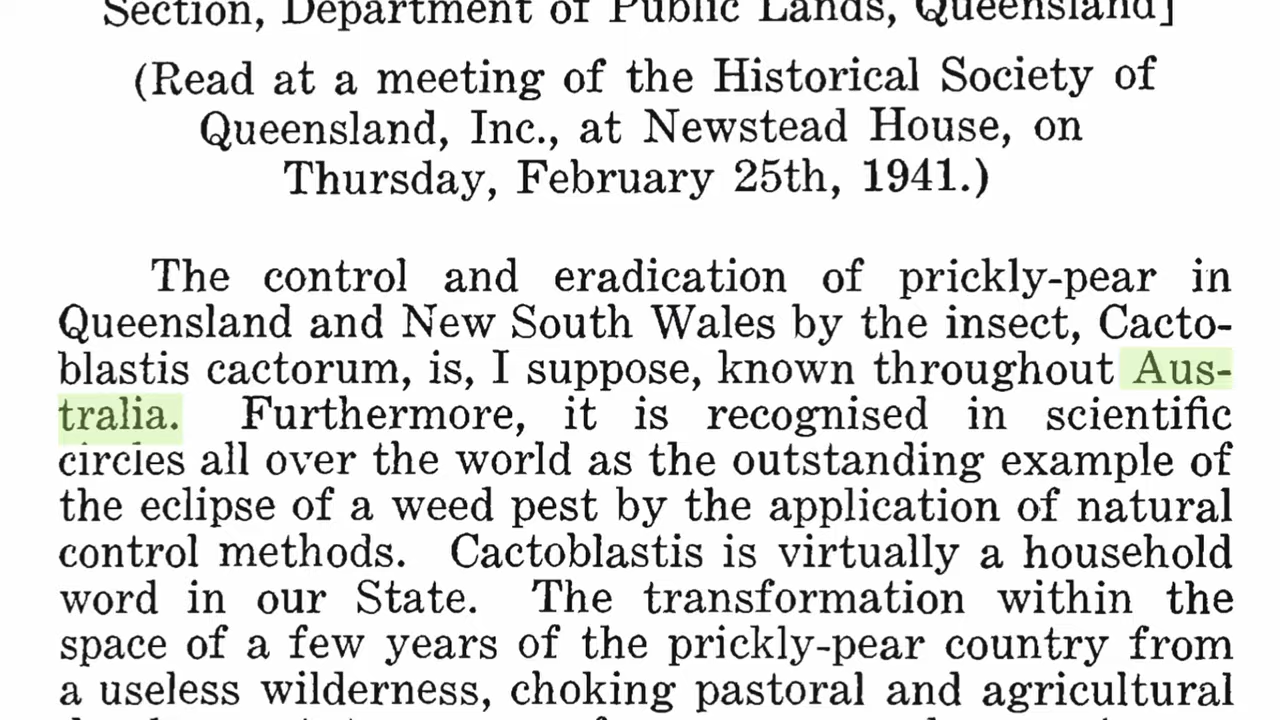 Section, Department of Public Lands, Queensland]
(Read at a meeting of the Historical Society of
Queensland, Inc., at Newstead House, on
Thursday, February 25th, 1941.)
The control and eradication of prickly-pear in
Queensland and New South Wales by the insect, Cacto-
blastis cactorum, is, I suppose, known throughout Aus-
tralia. Furthermore, it is recognised in scientific
circles all over the world as the outstanding example of
the eclipse of a weed pest by the application of natural
control methods. Cactoblastis is virtually a household
word in our State. The transformation within the
space of a few years of the prickly-pear country from
a useless wilderness, choking pastoral and agricultural